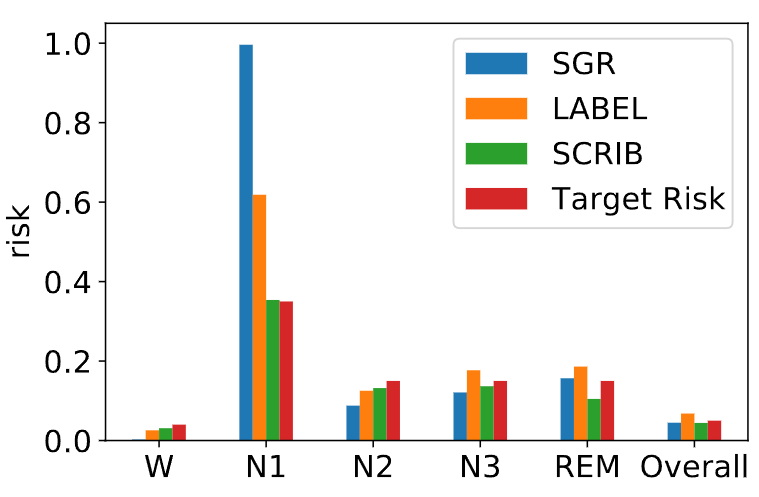 1.0
0.8
0.6
0.4
0.2
0.0
risk
SGR
LABEL
SCRIB
Target Risk
W N1 N2 N3 REM Overall